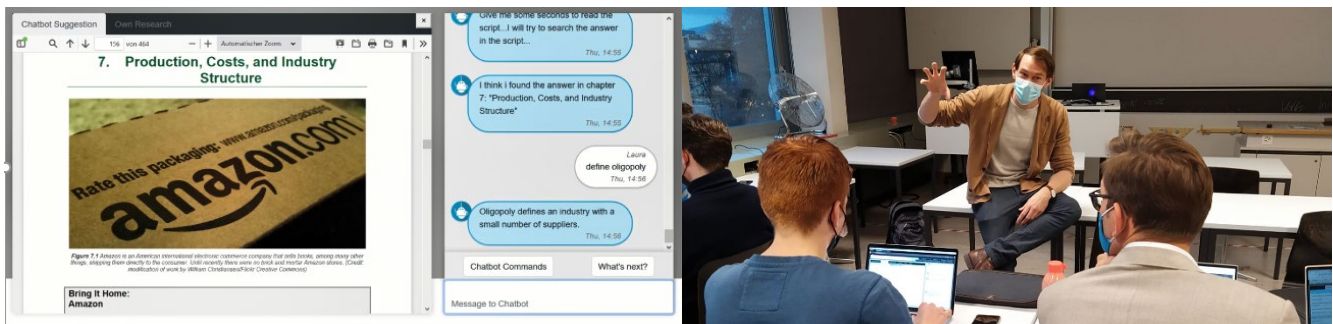 Chatbot Suggestion
Own Research
156 von 464
Automatischer Zoom
7. Production, Costs, and Industry
Structure
Rate this packaging: www.amazon.com/packaging
amazon.com
Figure 7.1 Amazon is an American international electronic commerce company that sells books, among many other
things, shipping them directly to the consumer. Until recently there were no brick and mortar Amazon stores. (Credit:
modification of work by William Christiansen/Flickr Creative Commons)
Bring It Home:
Amazon
Give me some seconds to read the
script...I will try to search the answer
in the script...
Thu, 14:55
I think i found the answer in chapter
7: "Production, Costs, and Industry
Structure"
Thu, 14:55
Laura
define oligopoly
Thu, 14:56
Oligopoly defines an industry with a
small number of suppliers.
Thu, 14:56
Chatbot Commands
What's next?
Message to Chatbot